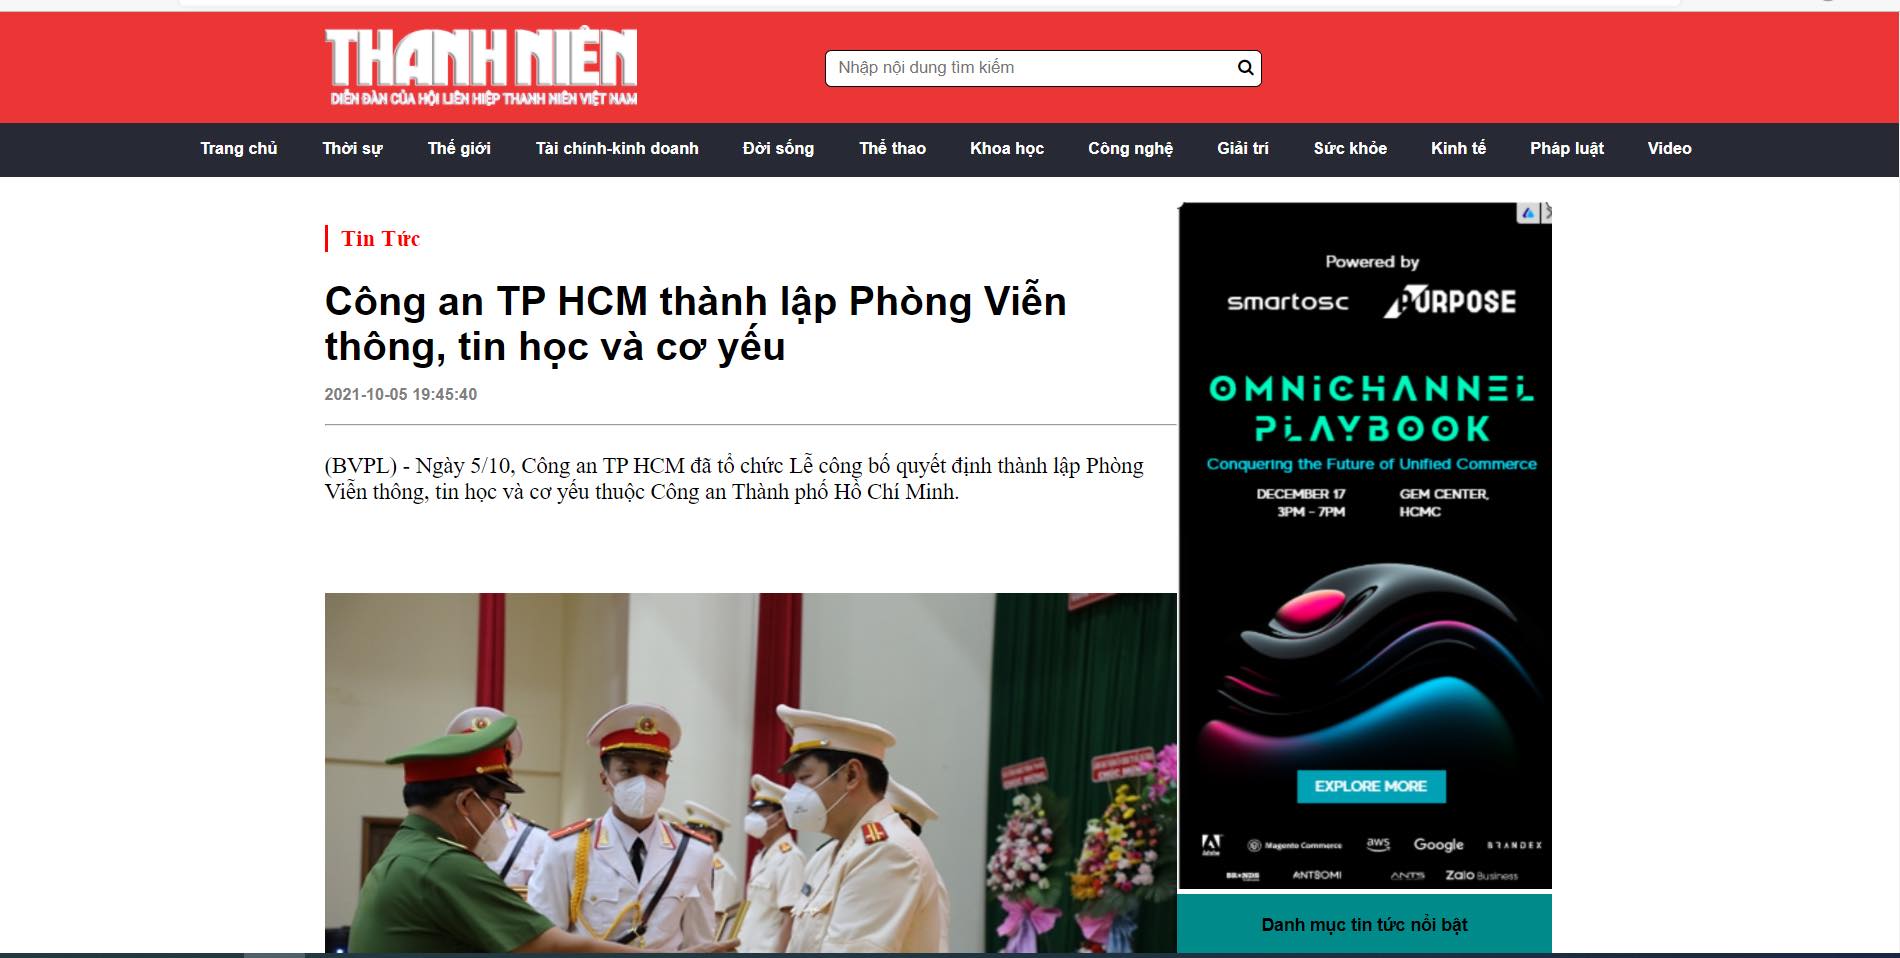 THANH NIÊN
DIỄN ĐÀN CỦA HỘI LIÊN HIỆP THANH NIÊN VIỆT NAM
Nhập nội dung tìm kiếm
Trang chủ Thời sự Thế giới Tài chính-kinh doanh Đời sống Thể thao Khoa học Công nghệ Giải trí Sức khỏe Kinh tế Pháp luật Video
Tin Tức
Công an TP HCM thành lập Phòng Viễn
thông, tin học và cơ yếu
2021-10-05 19:45:40
(BVPL) - Ngày 5/10, Công an TP HCM đã tổ chức Lễ công bố quyết định thành lập Phòng
Viễn thông, tin học và cơ yếu thuộc Công an Thành phố Hồ Chí Minh.
Powered by
smartosc PURPOSE
OMNiCHANNEL
PLAYBOOK
Conquering the Future of Unified Commerce
DECEMBER 17 GEM CENTER,
3PM - 7PM HCMC
EXPLORE MORE
Adobe Magento Commerce aws Google BRANDEX
ANTSOMI ANTS Zalo Business
Danh mục tin tức nổi bật